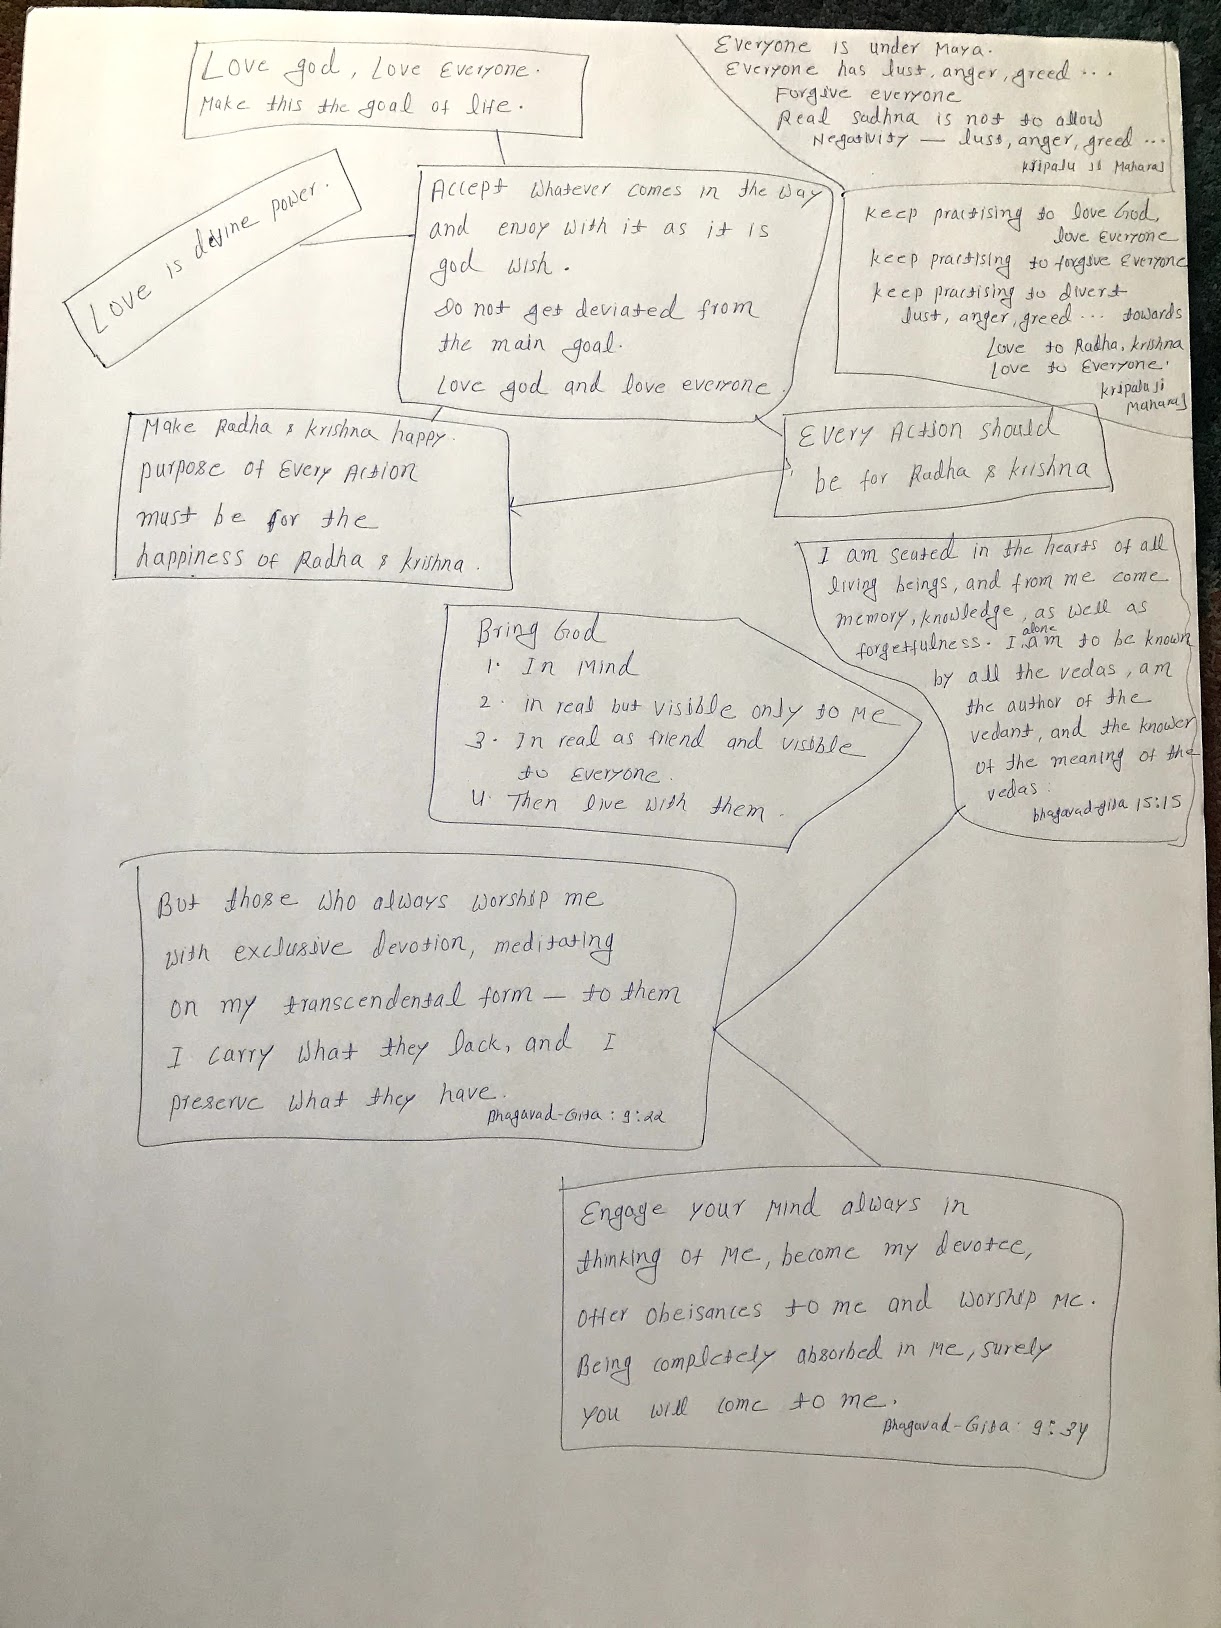 Love god, Love Everyone.
Make this the goal of life.
Everyone is under Maya.
Everyone has lust, anger, greed ...
Forgive everyone
Real sadhna is not to allow
Negativity — lust, anger, greed ...
Kripalu Ji Maharaj
Love is devine power.
Accept whatever comes in the way
and enjoy with it as it is
god wish.
Do not get deviated from
the main goal.
Love god and love everyone.
keep practising to love God,
love Everyone
keep practising to forgive Everyone
keep practising to divert
lust, anger, greed ... towards
Love to Radha, krishna
Love to Everyone.
kripalu Ji
Maharaj
Make Radha & krishna happy.
purpose of Every Action
must be for the
happiness of Radha & krishna.
Every Action should
be for Radha & krishna
I am seated in the hearts of all
living beings, and from me come
memory, knowledge, as well as
forgetfulness. I alone am to be known
by all the vedas, am
the author of the
vedant, and the knower
of the meaning of the
vedas.
bhagavad-gita 15:15
Bring God
1. In Mind
2. in real but visible only to Me
3. In real as friend and visible
to Everyone.
4. Then live with them.
But those who always worship me
with exclusive devotion, meditating
on my transcendental form — to them
I carry what they lack, and I
preserve what they have.
Bhagavad-Gita: 9:22
Engage your Mind always in
thinking of Me, become my devotee,
offer obeisances to me and worship Me.
Being completely absorbed in Me, surely
you will come to me.
Bhagavad-Gita: 9:34